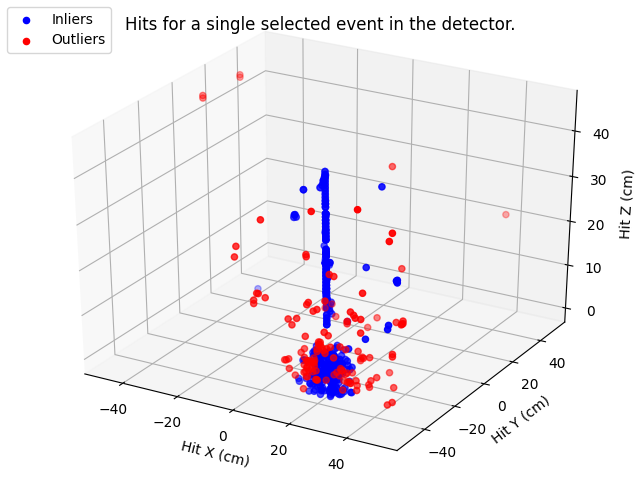 Hits for a single selected event in the detector.
Inliers
Outliers
40
30
20
10
0
Hit Z (cm)
−40
−20
0
20
40
Hit X (cm)
−40
−20
0
20
40
Hit Y (cm)